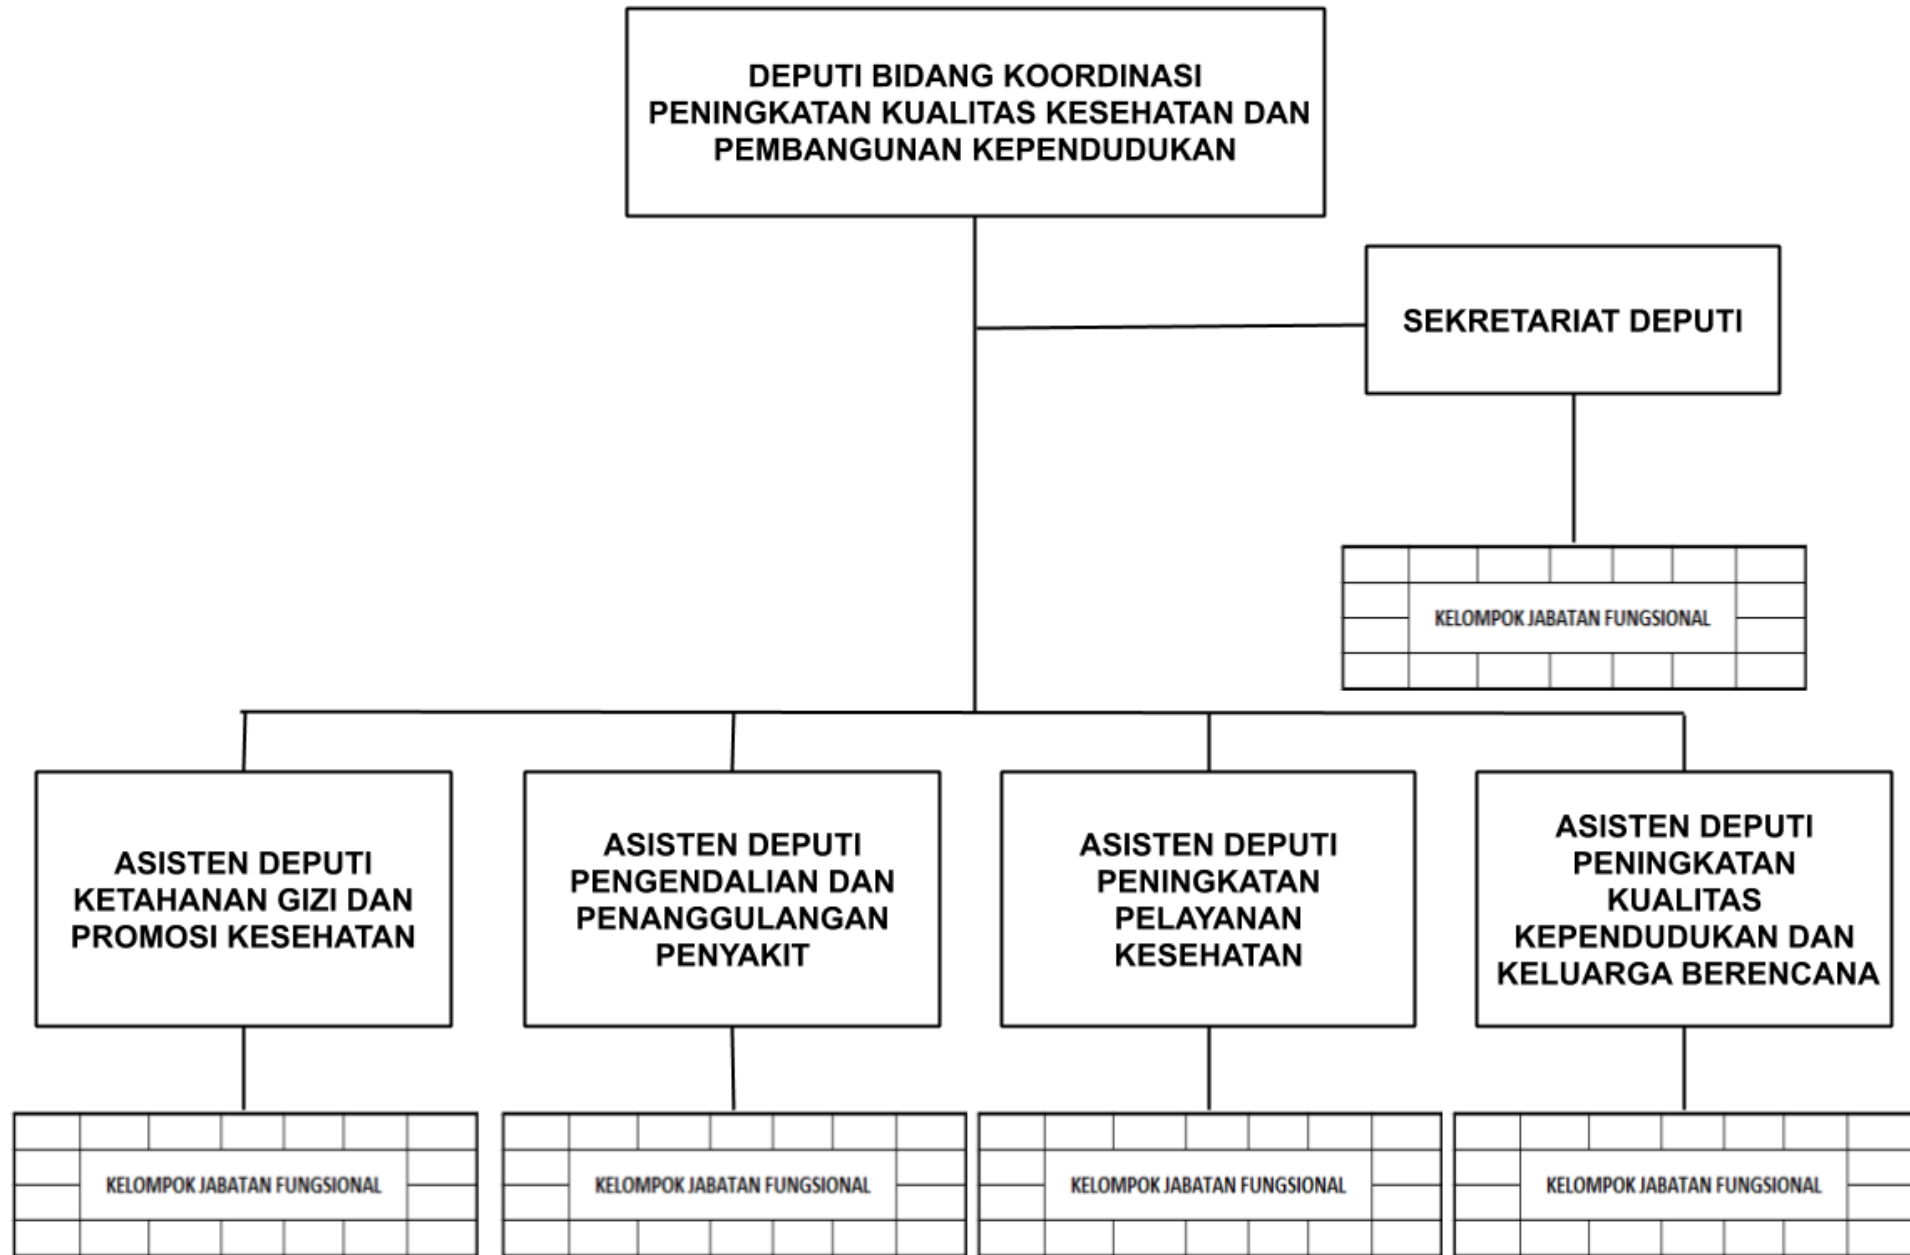 DEPUTI BIDANG KOORDINASI
PENINGKATAN KUALITAS KESEHATAN DAN
PEMBANGUNAN KEPENDUDUKAN
SEKRETARIAT DEPUTI
KELOMPOK JABATAN FUNGSIONAL
ASISTEN DEPUTI
KETAHANAN GIZI DAN
PROMOSI KESEHATAN
ASISTEN DEPUTI
PENGENDALIAN DAN
PENANGGULANGAN
PENYAKIT
ASISTEN DEPUTI
PENINGKATAN
PELAYANAN
KESEHATAN
ASISTEN DEPUTI
PENINGKATAN
KUALITAS
KEPENDUDUKAN DAN
KELUARGA BERENCANA
KELOMPOK JABATAN FUNGSIONAL
KELOMPOK JABATAN FUNGSIONAL
KELOMPOK JABATAN FUNGSIONAL
KELOMPOK JABATAN FUNGSIONAL